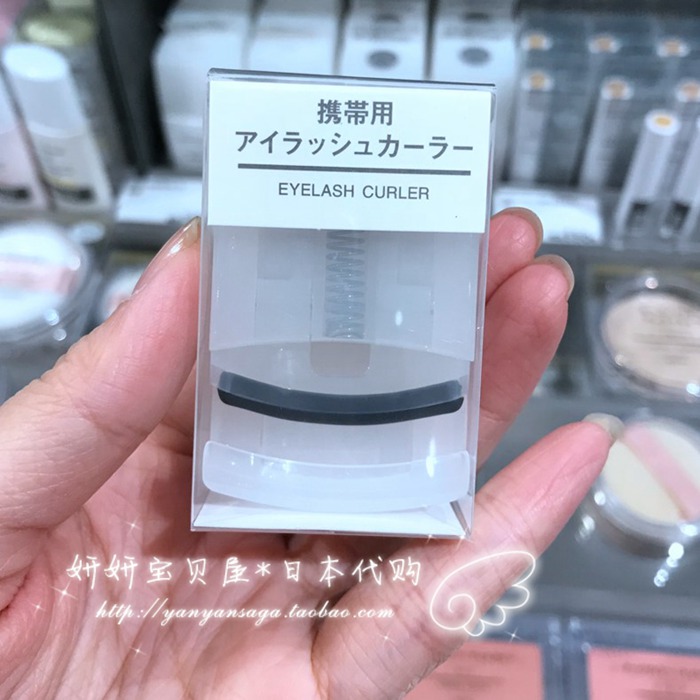 携帯用
アイラッシュカーラー
EYELASH CURLER
妍妍宝贝屋*日本代购
http://yanyansaga.taobao.com